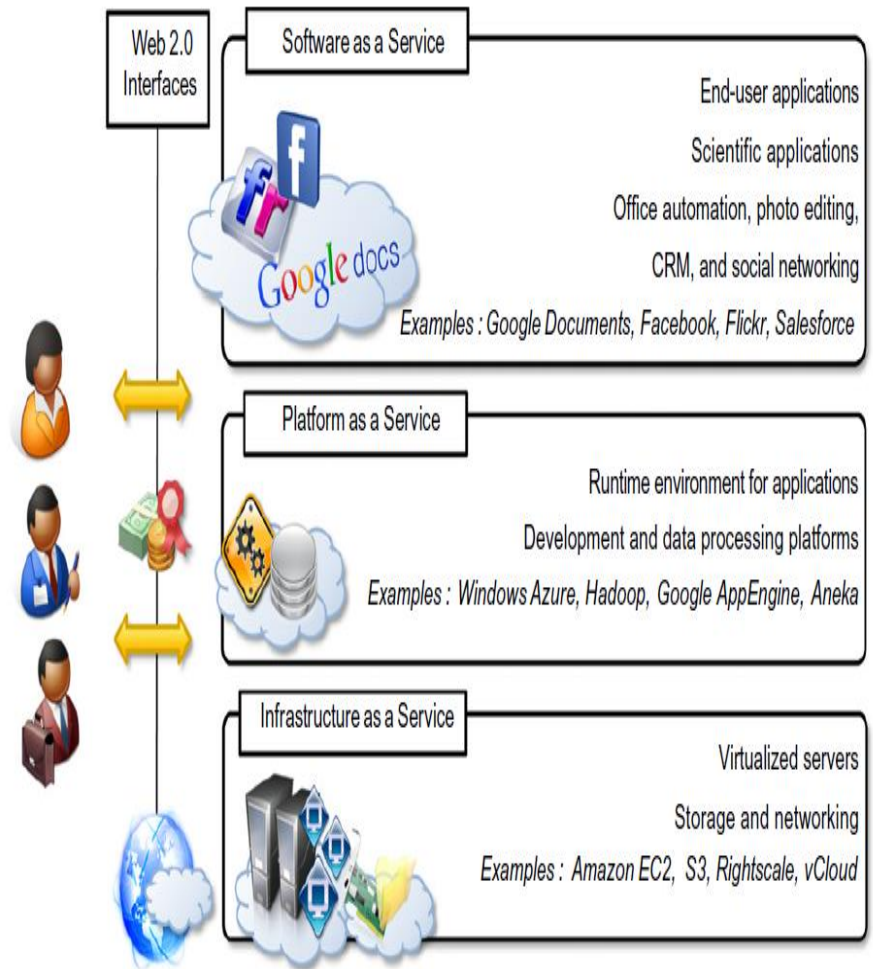 Web 2.0
Interfaces
Software as a Service
End-user applications
Scientific applications
Office automation, photo editing,
CRM, and social networking
Examples : Google Documents, Facebook, Flickr, Salesforce
f
fr
Google docs
Platform as a Service
Runtime environment for applications
Development and data processing platforms
Examples : Windows Azure, Hadoop, Google AppEngine, Aneka
Infrastructure as a Service
Virtualized servers
Storage and networking
Examples : Amazon EC2, S3, Rightscale, vCloud